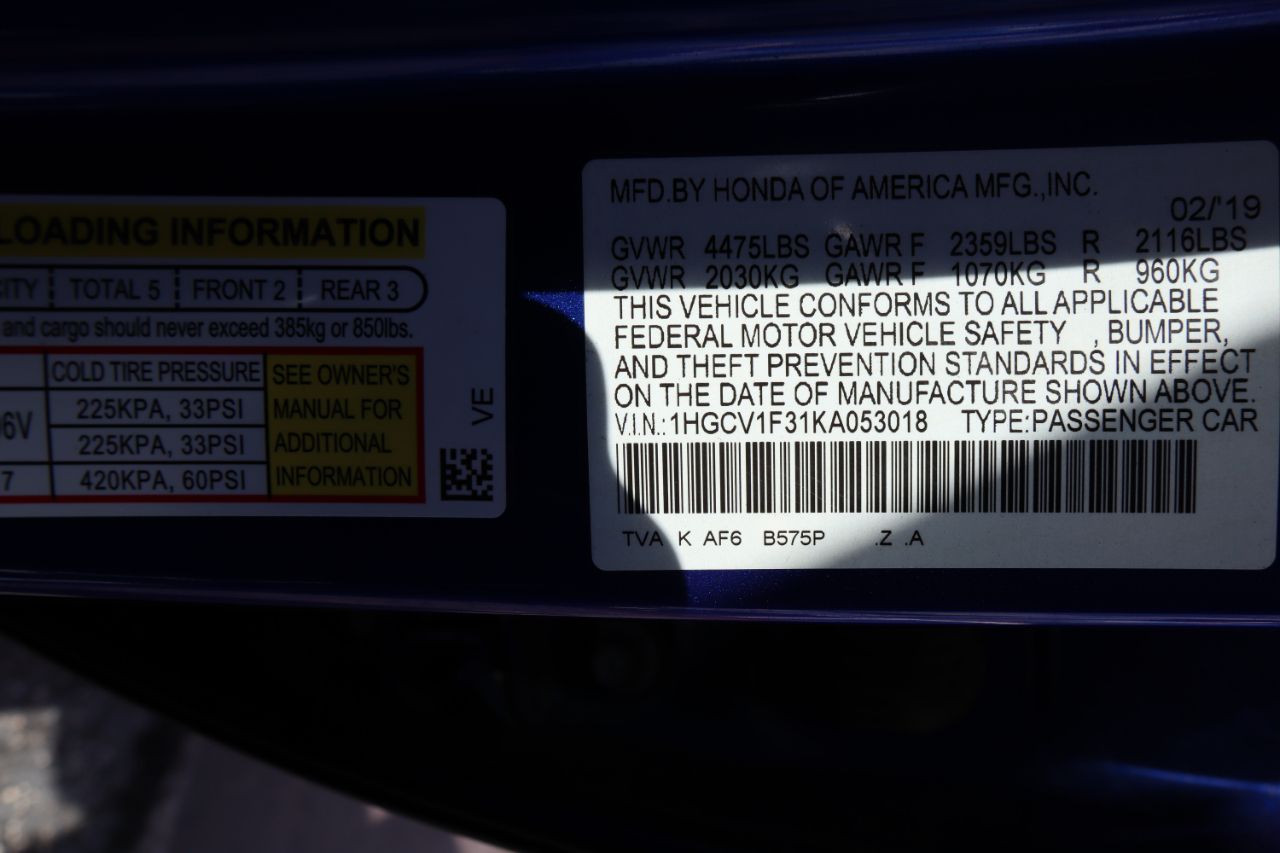 LOADING INFORMATION
CITY TOTAL 5 FRONT 2 REAR 3
and cargo should never exceed 385kg or 850lbs.
COLD TIRE PRESSURE SEE OWNER'S
6V 225KPA, 33PSI MANUAL FOR
225KPA, 33PSI ADDITIONAL
7 420KPA, 60PSI INFORMATION
VE
MFD.BY HONDA OF AMERICA MFG.,INC.
02/'19
GVWR 4475LBS GAWR F 2359LBS R 2116LBS
GVWR 2030KG GAWR F 1070KG R 960KG
THIS VEHICLE CONFORMS TO ALL APPLICABLE
FEDERAL MOTOR VEHICLE SAFETY , BUMPER,
AND THEFT PREVENTION STANDARDS IN EFFECT
ON THE DATE OF MANUFACTURE SHOWN ABOVE.
V.I.N.: 1HGCV1F31KA053018 TYPE:PASSENGER CAR
TVA K AF6 B575P .Z .A